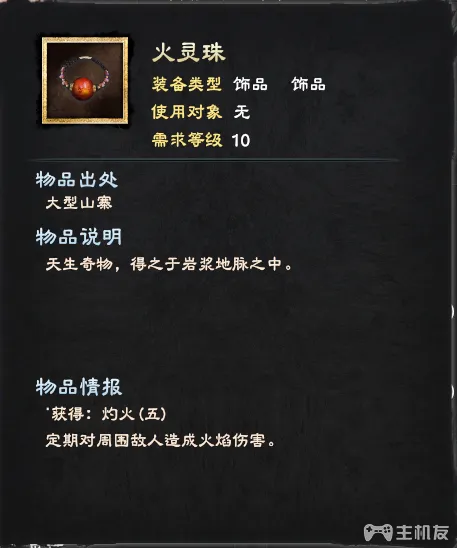 火灵珠
装备类型 饰品 饰品
使用对象 无
需求等级 10
物品出处
大型山寨
物品说明
天生奇物，得之于岩浆地脉之中。
物品情报
·获得：灼火(五)
定期对周围敌人造成火焰伤害。
主机友